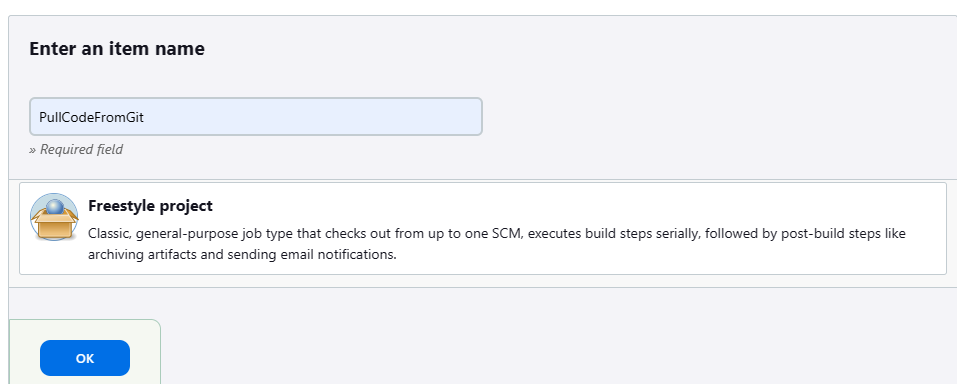 Enter an item name
PullCodeFromGit
» Required field
Freestyle project
Classic, general-purpose job type that checks out from up to one SCM, executes build steps serially, followed by post-build steps like
archiving artifacts and sending email notifications.
OK